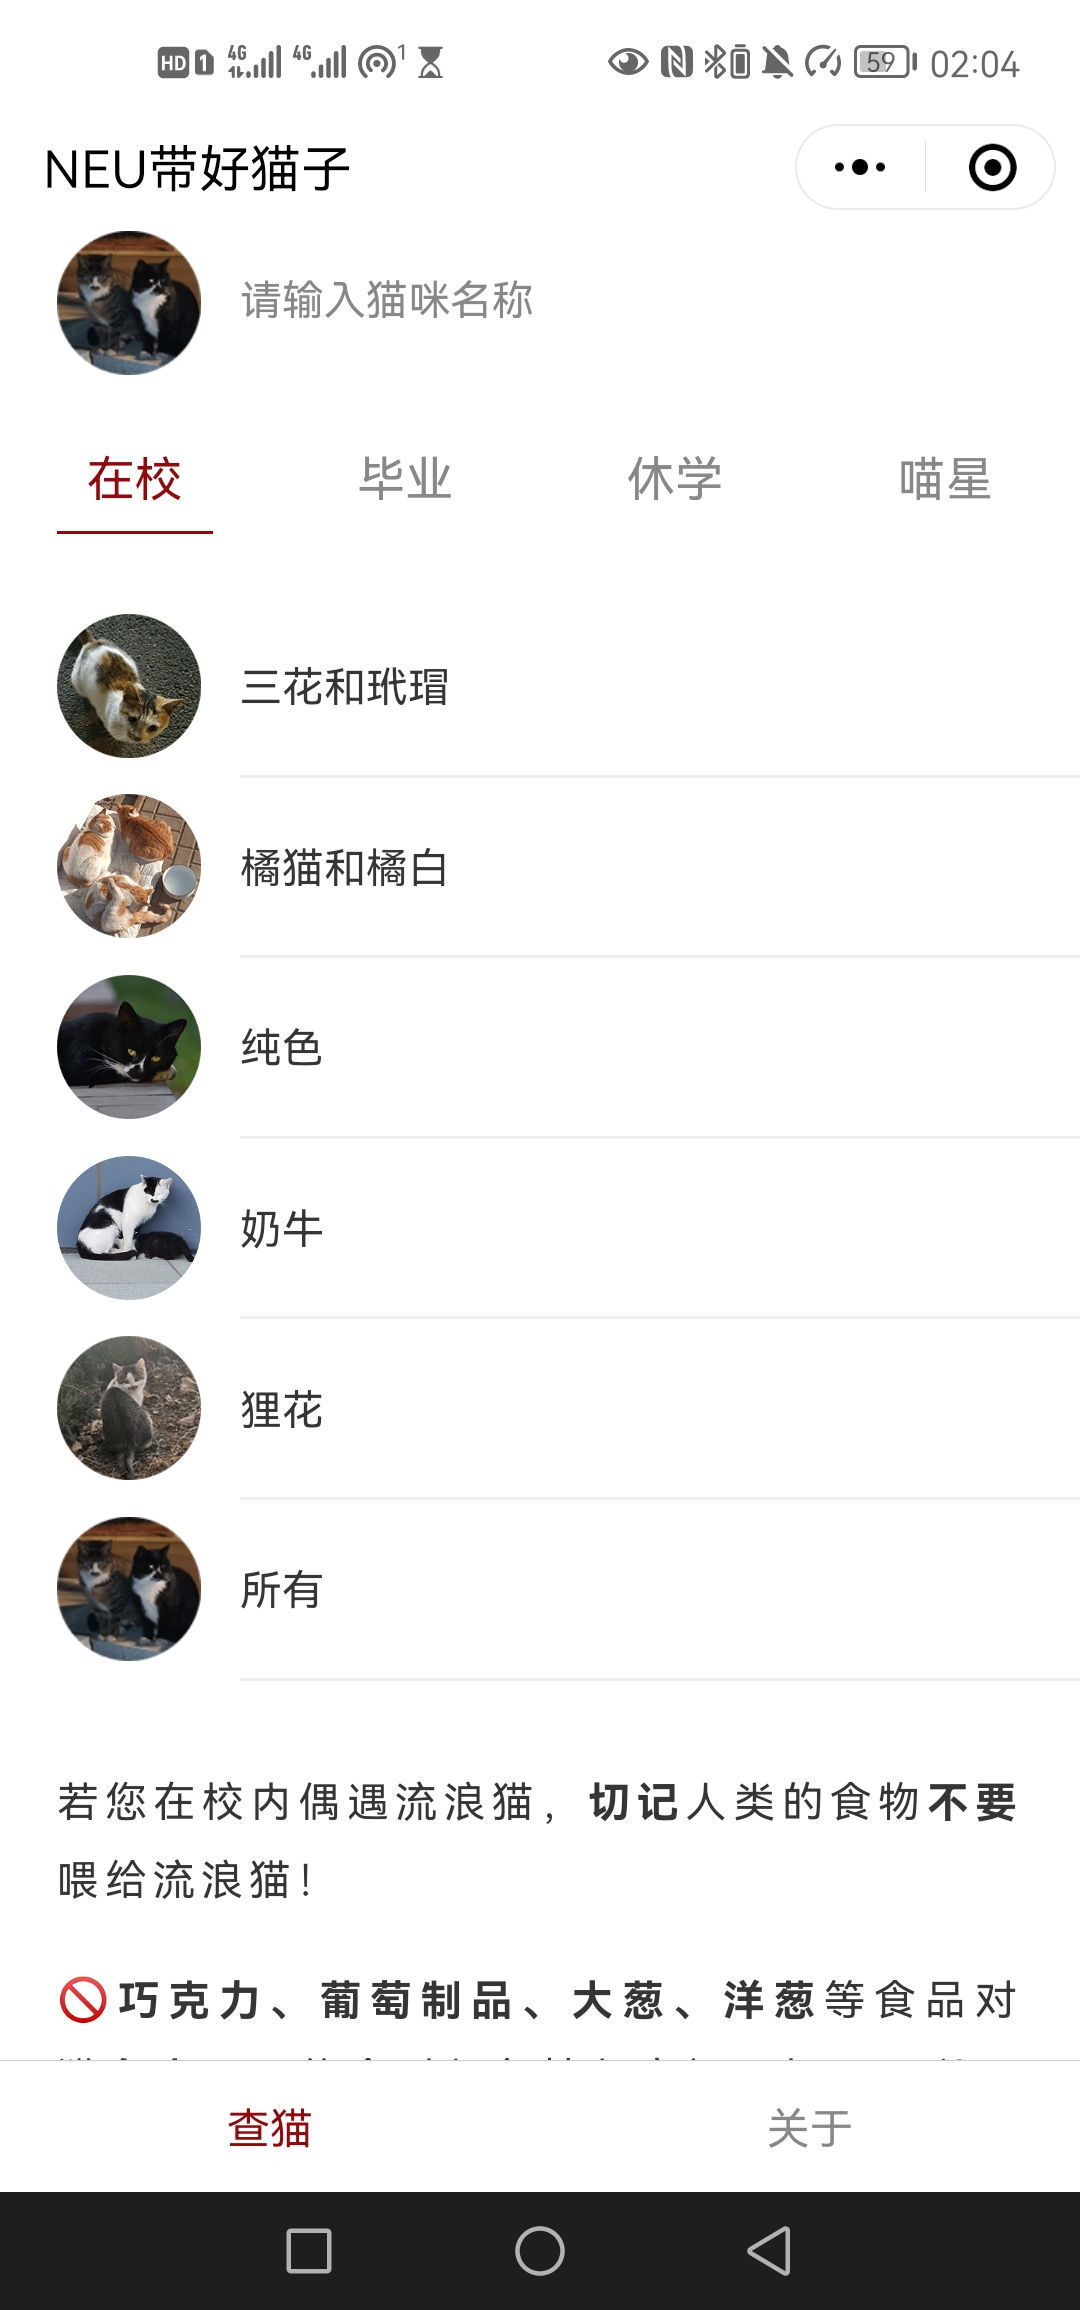 HD 1 4G 4G 1 59 02:04
NEU带好猫子
请输入猫咪名称
在校 毕业 休学 喵星
三花和玳瑁
橘猫和橘白
纯色
奶牛
狸花
所有
若您在校内偶遇流浪猫，切记人类的食物不要
喂给流浪猫！
🚫巧克力、葡萄制品、大葱、洋葱等食品对
查猫 关于